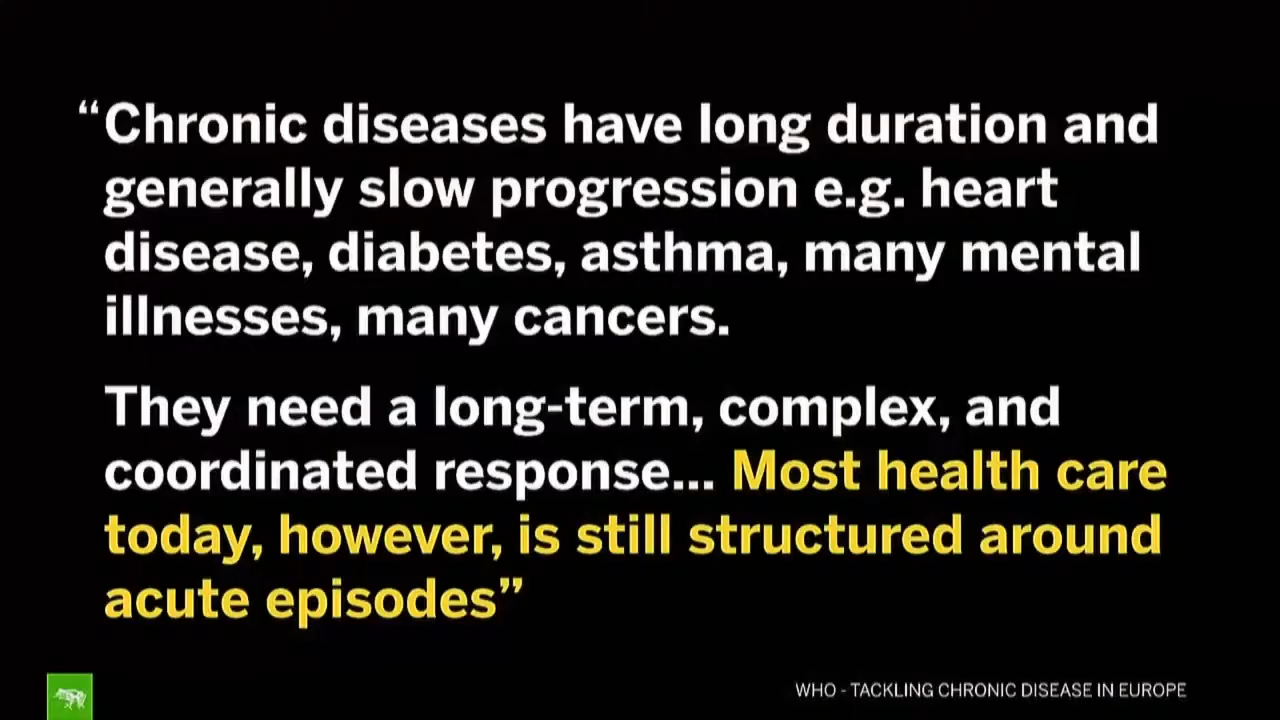 “Chronic diseases have long duration and
generally slow progression e.g. heart
disease, diabetes, asthma, many mental
illnesses, many cancers.
They need a long-term, complex, and
coordinated response... Most health care
today, however, is still structured around
acute episodes”
WHO - TACKLING CHRONIC DISEASE IN EUROPE